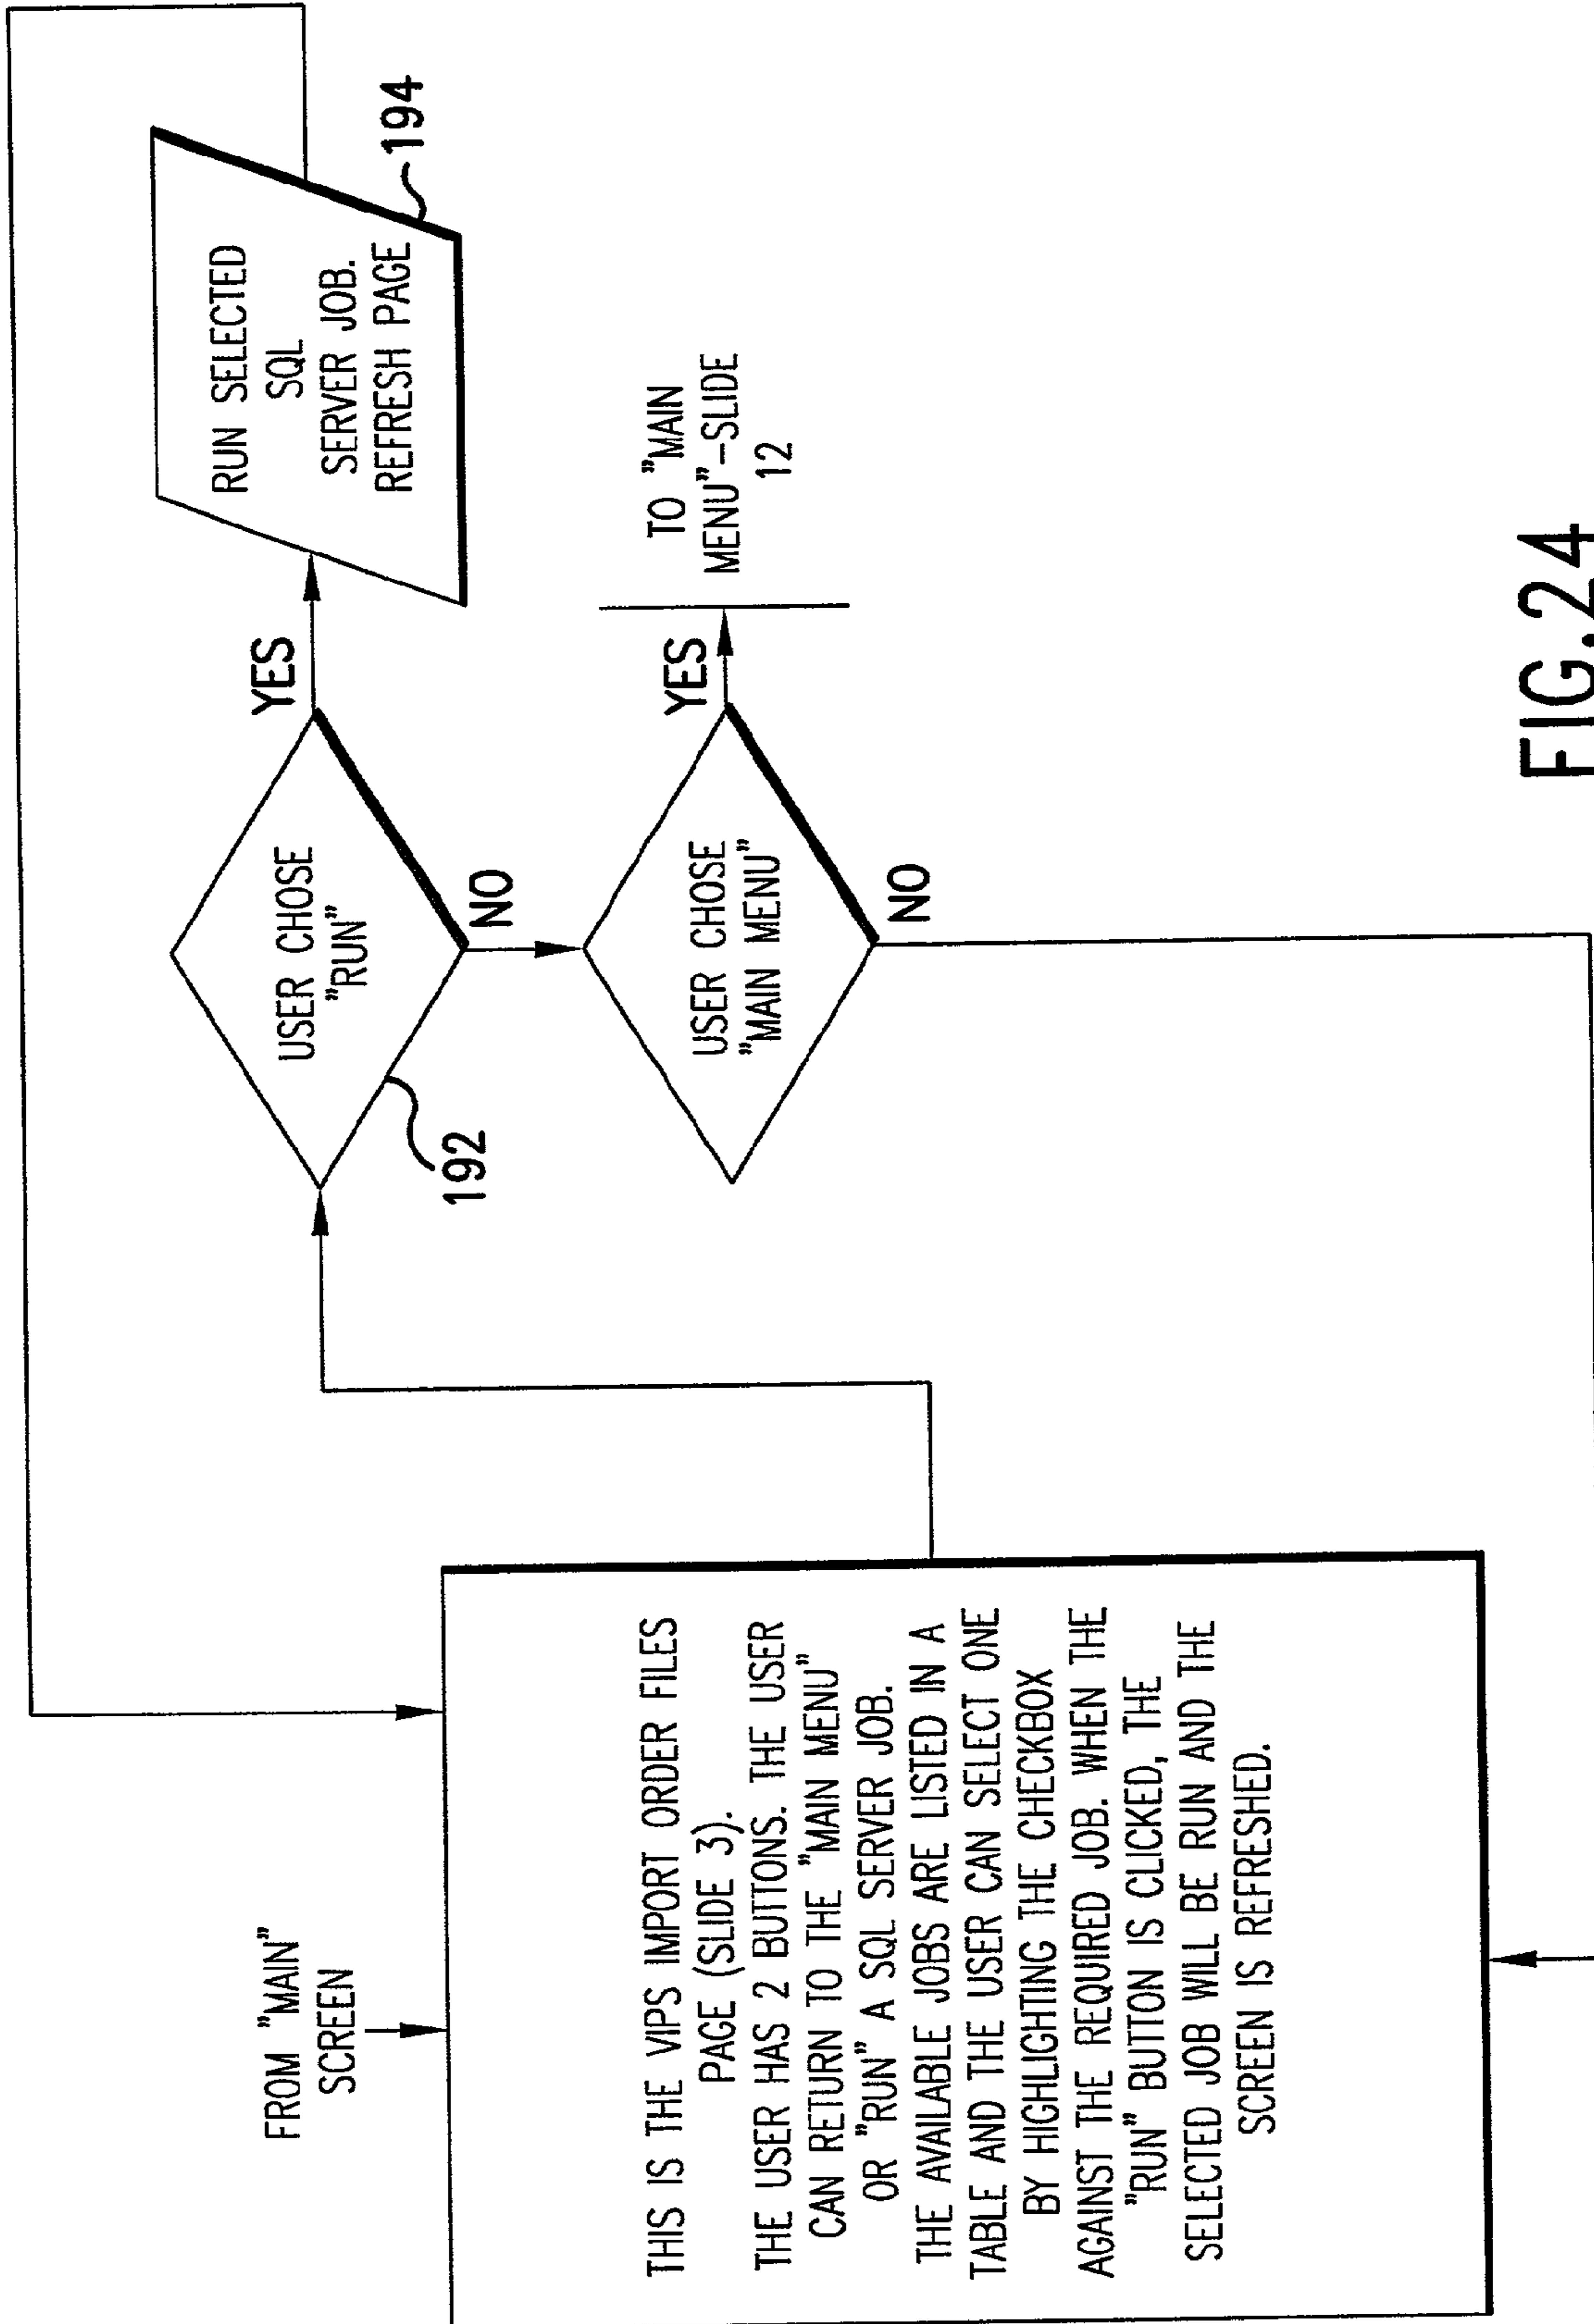 FROM "MAIN"
SCREEN
THIS IS THE VIPS IMPORT ORDER FILES
PAGE (SLIDE 3).
THE USER HAS 2 BUTTONS. THE USER
CAN RETURN TO THE "MAIN MENU"
OR "RUN" A SQL SERVER JOB.
THE AVAILABLE JOBS ARE LISTED IN A
TABLE AND THE USER CAN SELECT ONE
BY HIGHLIGHTING THE CHECKBOX
AGAINST THE REQUIRED JOB. WHEN THE
"RUN" BUTTON IS CLICKED, THE
SELECTED JOB WILL BE RUN AND THE
SCREEN IS REFRESHED.
USER CHOSE
"RUN"
192
YES
NO
RUN SELECTED
SQL
SERVER JOB.
REFRESH PAGE
194
USER CHOSE
"MAIN MENU"
YES
NO
TO "MAIN
MENU"-SLIDE
12
FIG.24